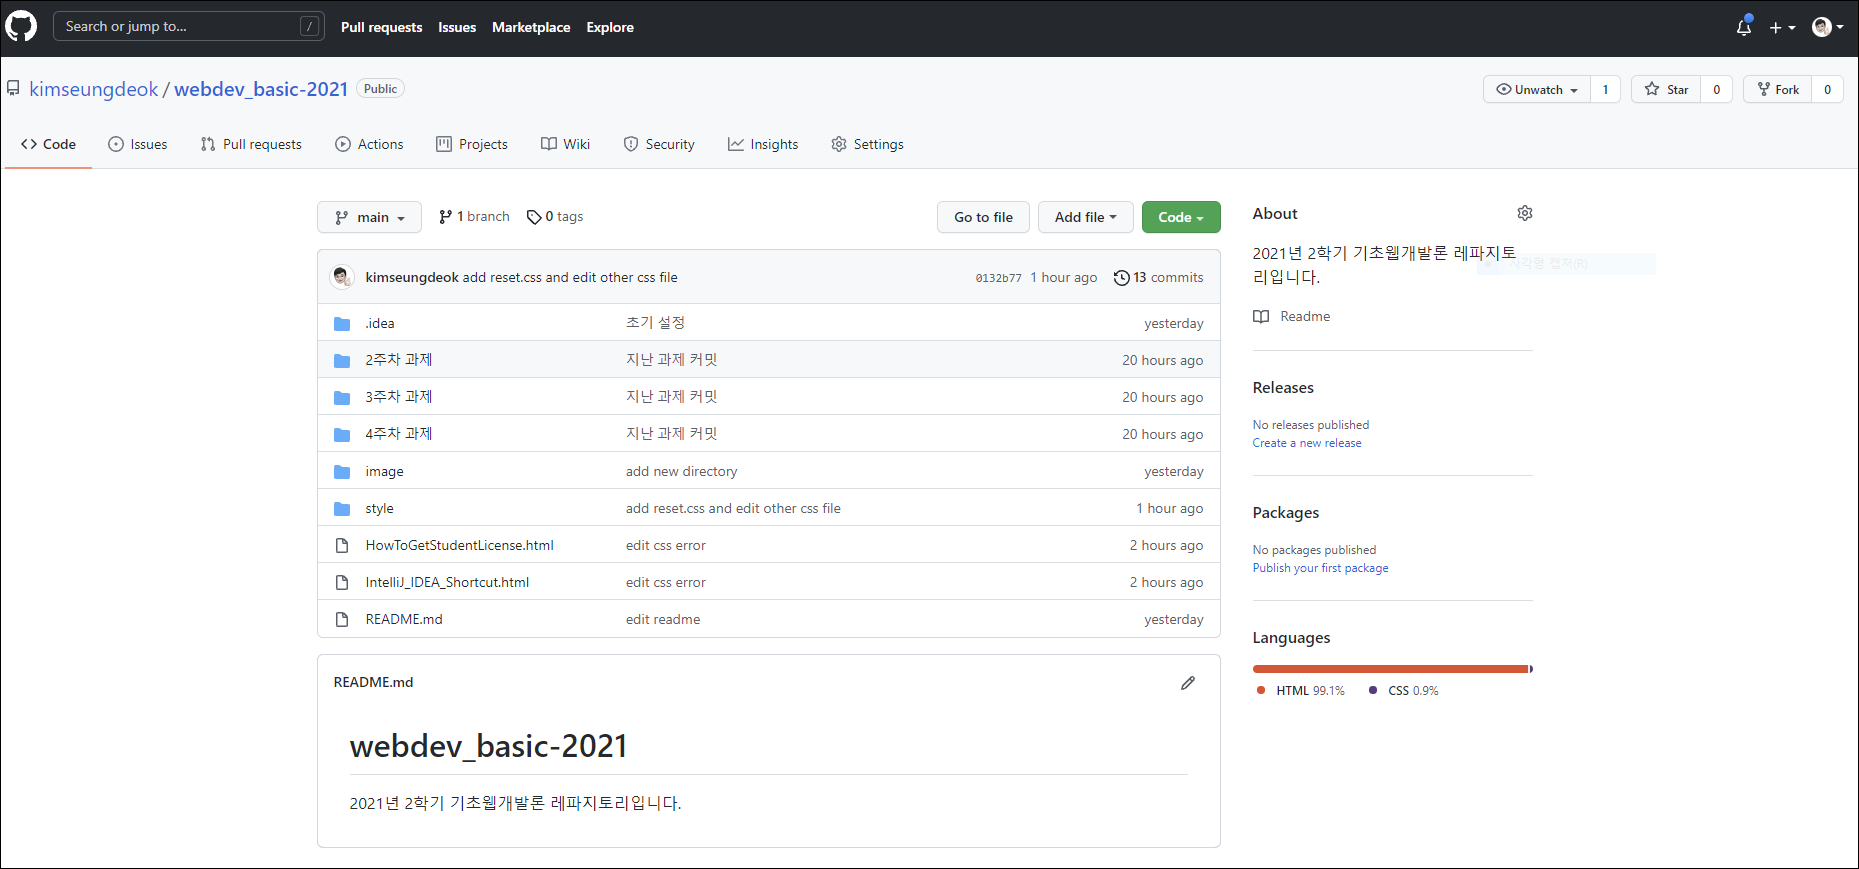 Search or jump to... /
Pull requests Issues Marketplace Explore
kimseungdeok / webdev_basic-2021 Public
Unwatch 1 Star 0 Fork 0
Code Issues Pull requests Actions Projects Wiki Security Insights Settings
main 1 branch 0 tags Go to file Add file Code
kimseungdeok add reset.css and edit other css file 0132b77 1 hour ago 13 commits
.idea 초기 설정 yesterday
2주차 과제 지난 과제 커밋 20 hours ago
3주차 과제 지난 과제 커밋 20 hours ago
4주차 과제 지난 과제 커밋 20 hours ago
image add new directory yesterday
style add reset.css and edit other css file 1 hour ago
HowToGetStudentLicense.html edit css error 2 hours ago
IntelliJ_IDEA_Shortcut.html edit css error 2 hours ago
README.md edit readme yesterday
README.md
webdev_basic-2021
2021년 2학기 기초웹개발론 레파지토리입니다.
About
2021년 2학기 기초웹개발론 레파지토
리입니다.
사각형 캡처(R)
Readme
Releases
No releases published
Create a new release
Packages
No packages published
Publish your first package
Languages
HTML 99.1% CSS 0.9%